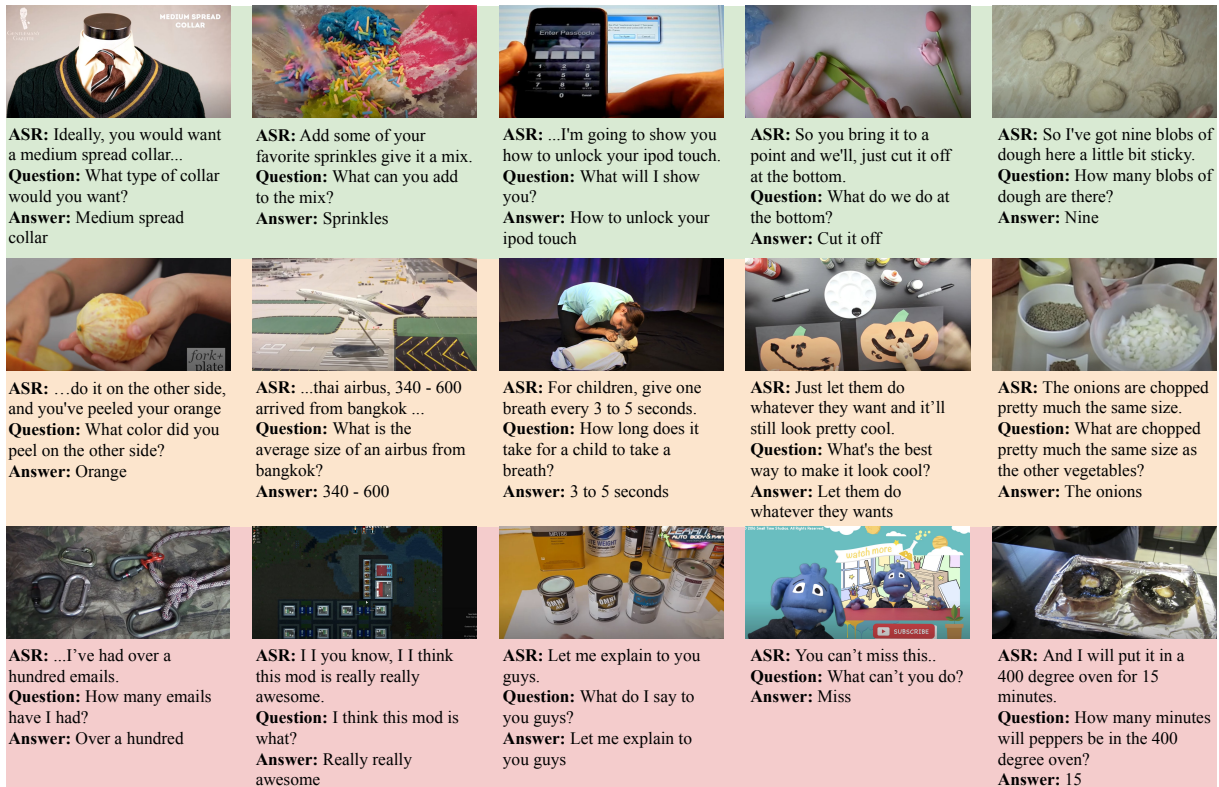 MEDIUM SPREAD
COLLAR
Enter Passcode
ASR: Ideally, you would want
a medium spread collar...
Question: What type of collar
would you want?
Answer: Medium spread
collar
ASR: Add some of your
favorite sprinkles give it a mix.
Question: What can you add
to the mix?
Answer: Sprinkles
ASR: ...I'm going to show you
how to unlock your ipod touch.
Question: What will I show
you?
Answer: How to unlock your
ipod touch
ASR: So you bring it to a
point and we'll, just cut it off
at the bottom.
Question: What do we do at
the bottom?
Answer: Cut it off
ASR: So I've got nine blobs of
dough here a little bit sticky.
Question: How many blobs of
dough are there?
Answer: Nine
fork+
plate
ASR: …do it on the other side,
and you've peeled your orange
Question: What color did you
peel on the other side?
Answer: Orange
ASR: ...thai airbus, 340 - 600
arrived from bangkok ...
Question: What is the
average size of an airbus from
bangkok?
Answer: 340 - 600
ASR: For children, give one
breath every 3 to 5 seconds.
Question: How long does it
take for a child to take a
breath?
Answer: 3 to 5 seconds
ASR: Just let them do
whatever they want and it’ll
still look pretty cool.
Question: What's the best
way to make it look cool?
Answer: Let them do
whatever they wants
ASR: The onions are chopped
pretty much the same size.
Question: What are chopped
pretty much the same size as
the other vegetables?
Answer: The onions
OMNI
OMNI
watch more
SUBSCRIBE
ASR: ...I’ve had over a
hundred emails.
Question: How many emails
have I had?
Answer: Over a hundred
ASR: I I you know, I I think
this mod is really really
awesome.
Question: I think this mod is
what?
Answer: Really really
awesome
ASR: Let me explain to you
guys.
Question: What do I say to
you guys?
Answer: Let me explain to
you guys
ASR: You can’t miss this..
Question: What can’t you do?
Answer: Miss
ASR: And I will put it in a
400 degree oven for 15
minutes.
Question: How many minutes
will peppers be in the 400
degree oven?
Answer: 15